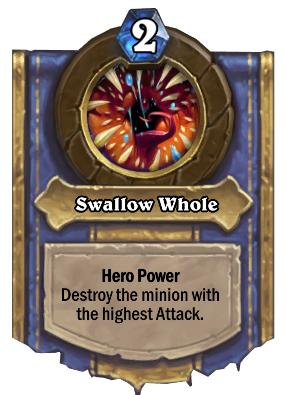 2
Swallow Whole
Hero Power
Destroy the minion with
the highest Attack.